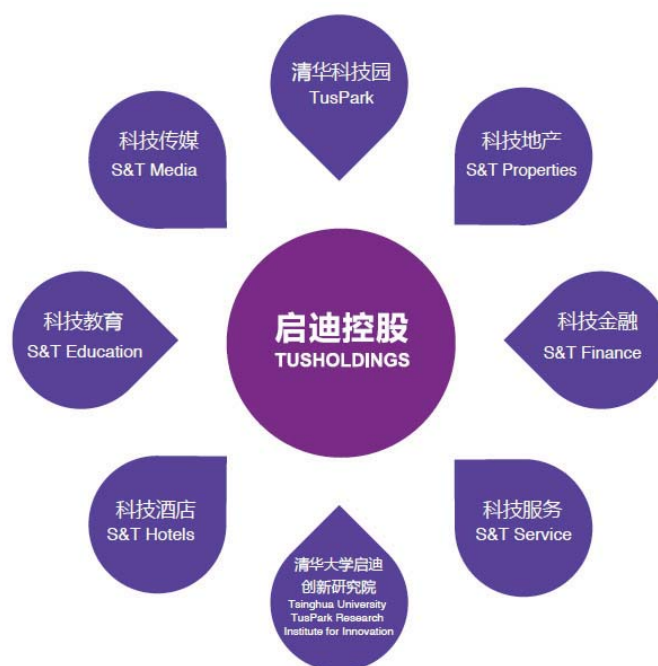 清华科技园
TusPark
科技传媒
S&T Media
科技地产
S&T Properties
科技教育
S&T Education
启迪控股
TUSHOLDINGS
科技金融
S&T Finance
科技酒店
S&T Hotels
科技服务
S&T Service
清华大学启迪
创新研究院
Tsinghua University
TusPark Research
Institute for Innovation